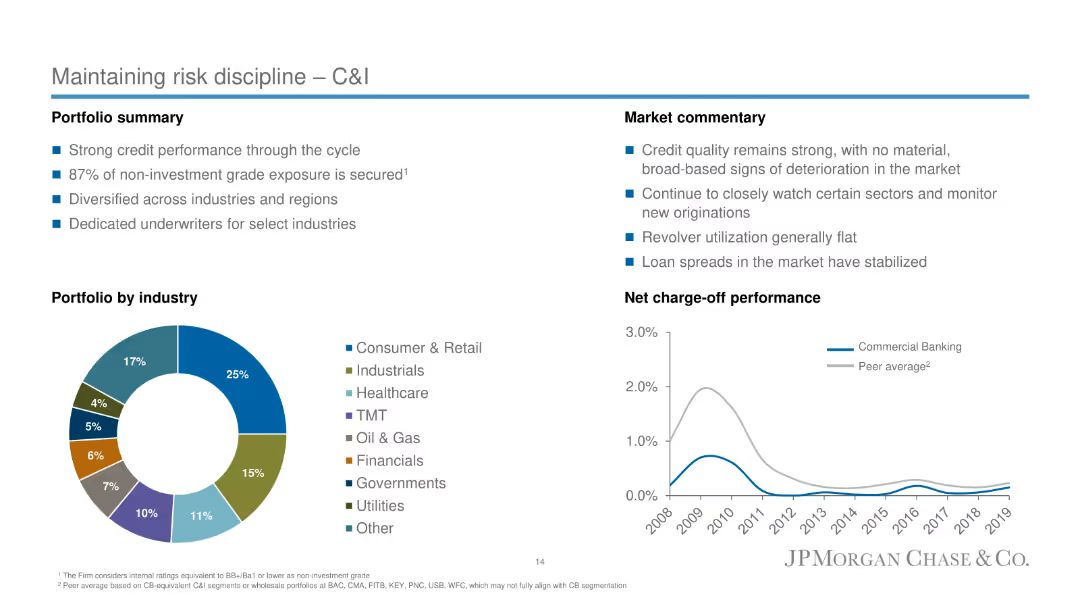 Maintaining risk discipline – C&I
Portfolio summary
■ Strong credit performance through the cycle
■ 87% of non-investment grade exposure is secured¹
■ Diversified across industries and regions
■ Dedicated underwriters for select industries
Market commentary
■ Credit quality remains strong, with no material,
broad-based signs of deterioration in the market
■ Continue to closely watch certain sectors and monitor
new originations
■ Revolver utilization generally flat
■ Loan spreads in the market have stabilized
Portfolio by industry
25%
15%
11%
10%
7%
6%
5%
4%
17%
Consumer & Retail
Industrials
Healthcare
TMT
Oil & Gas
Financials
Governments
Utilities
Other
Net charge-off performance
3.0%
2.0%
1.0%
0.0%
Commercial Banking
Peer average²
2008
2009
2010
2011
2012
2013
2014
2015
2016
2017
2018
2019
JPMORGAN CHASE & CO.
14
¹ The Firm considers internal ratings equivalent to BB+/Ba1 or lower as non-investment grade
² Peer average based on CB-equivalent C&I segments or wholesale portfolios at BAC, CMA, FITB, KEY, PNC, USB, WFC, which may not fully align with CB segmentation